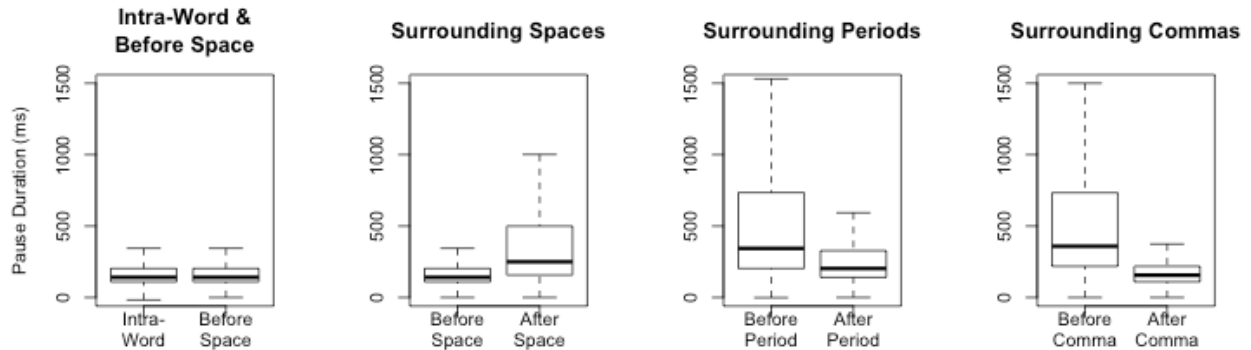 Intra-Word &
Before Space
Surrounding Spaces
Surrounding Periods
Surrounding Commas
Pause Duration (ms)
1500
1000
500
0
Intra-
Word
Before
Space
1500
1000
500
0
Before
Space
After
Space
1500
1000
500
0
Before
Period
After
Period
1500
1000
500
0
Before
Comma
After
Comma